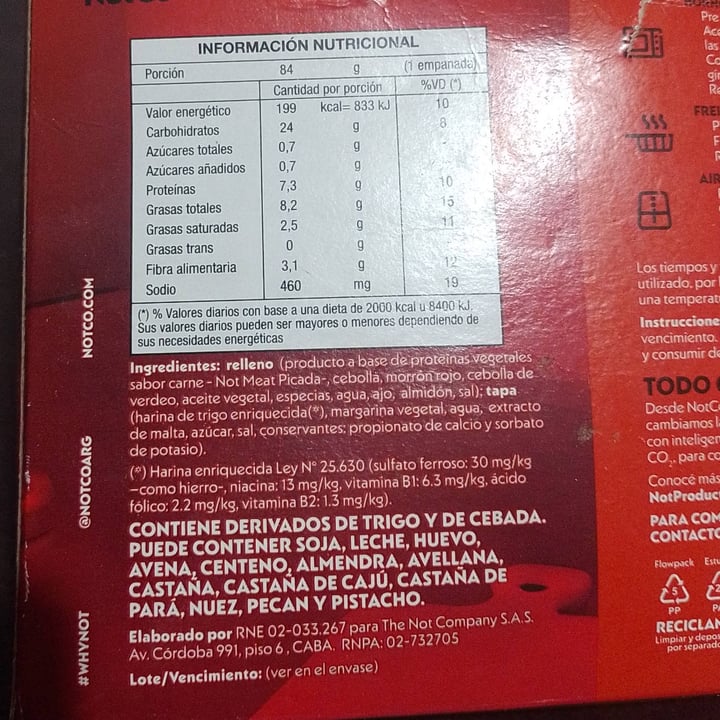 INFORMACIÓN NUTRICIONAL
Porción 84 g (1 empanada)
Cantidad por porción %VD (*)
Valor energético 199 kcal= 833 kJ 10
Carbohidratos 24 g 8
Azúcares totales 0,7 g -
Azúcares añadidos 0,7 g
Proteínas 7,3 g 10
Grasas totales 8,2 g 15
Grasas saturadas 2,5 g 11
Grasas trans 0 g -
Fibra alimentaria 3,1 g 12
Sodio 460 mg 19
(*) % Valores diarios con base a una dieta de 2000 kcal u 8400 kJ.
Sus valores diarios pueden ser mayores o menores dependiendo de
sus necesidades energéticas
Ingredientes: relleno (producto a base de proteínas vegetales
sabor carne - Not Meat Picada-, cebolla, morrón rojo, cebolla de
verdeo, aceite vegetal, especias, agua, ajo, almidón, sal); tapa
(harina de trigo enriquecida(*), margarina vegetal, agua, extracto
de malta, azúcar, sal, conservantes: propionato de calcio y sorbato
de potasio).
(*) Harina enriquecida Ley N° 25.630 (sulfato ferroso: 30 mg/kg
–como hierro-, niacina: 13 mg/kg, vitamina B1: 6.3 mg/kg, ácido
fólico: 2.2 mg/kg, vitamina B2: 1.3 mg/kg).
CONTIENE DERIVADOS DE TRIGO Y DE CEBADA.
PUEDE CONTENER SOJA, LECHE, HUEVO,
AVENA, CENTENO, ALMENDRA, AVELLANA,
CASTAÑA, CASTAÑA DE CAJÚ, CASTAÑA DE
PARÁ, NUEZ, PECAN Y PISTACHO.
Elaborado por RNE 02-033.267 para The Not Company S.A.S.
Av. Córdoba 991, piso 6 , CABA. RNPA: 02-732705
Lote/Vencimiento: (ver en el envase)
NOTCO.COM
@NOTCOARG
#WHYNOT
Pre
las
Co
FREI
AIR
Los tiempos y
utilizado, por
una temperat
Instruccione
vencimiento.
y consumir de
TODO
Desde NotC
cambiamos l
con inteligen
CO₂, para co
Conocé más
NotProduc
PARA COM
CONTACTO
Flowpack Estu
5
PP
RECICLAR
Limpiar y depos
por separado